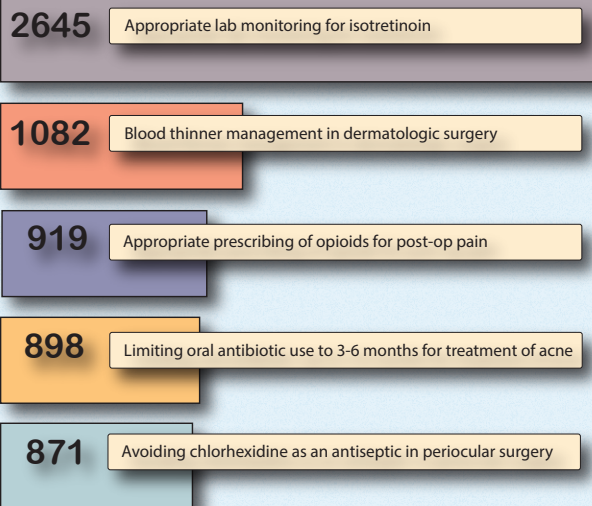 2645
Appropriate lab monitoring for isotretinoin
1082
Blood thinner management in dermatologic surgery
919
Appropriate prescribing of opioids for post-op pain
898
Limiting oral antibiotic use to 3-6 months for treatment of acne
871
Avoiding chlorhexidine as an antiseptic in periocular surgery